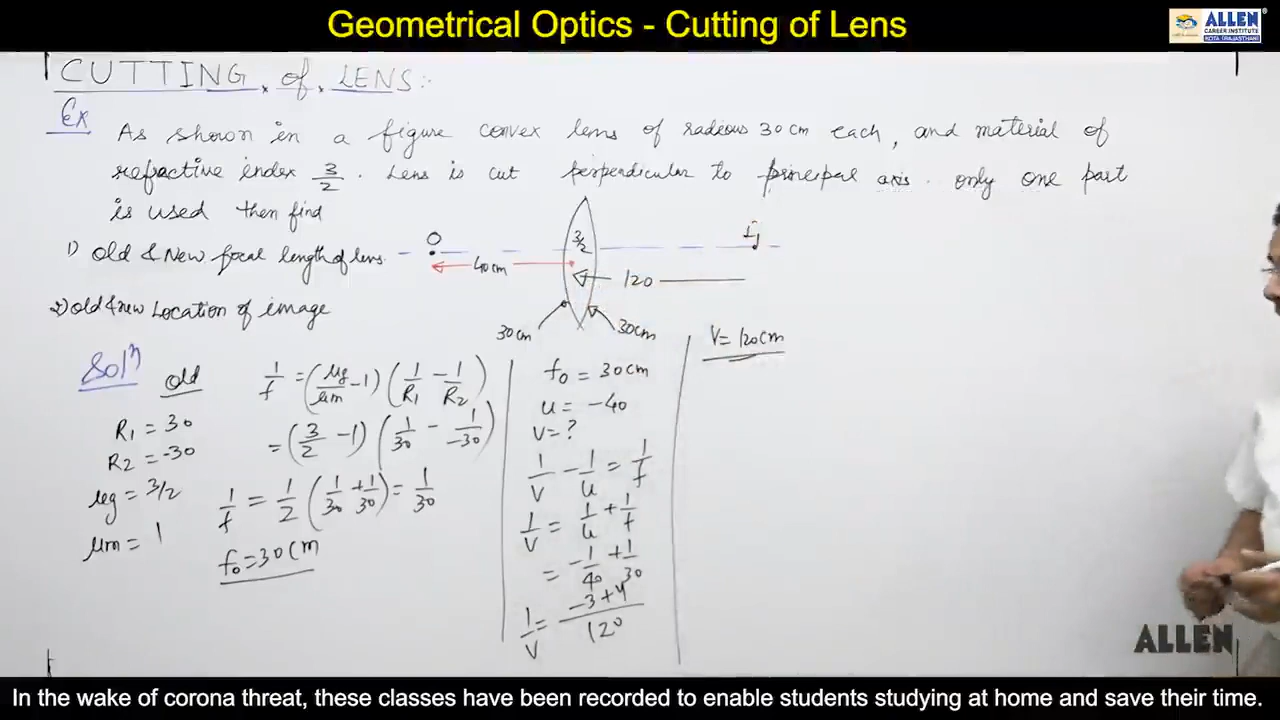 Geometrical Optics - Cutting of Lens
ALLEN
CAREER INSTITUTE
KOTA (RAJASTHAN)
CUTTING of LENS:-
Ex
As shown in a figure convex lens of radious 30 cm each, and material of
refractive index 3/2. Lens is cut perpendicular to principal axis. only one part
is used then find
1) Old & New focal length of lens.
2) Old & new Location of image
O
3/2
I1
40 cm
120
30 cm
30 cm
Soln
old
R1 = 30
R2 = -30
μg = 3/2
μm = 1
1/f = (μg/μm - 1) (1/R1 - 1/R2)
= (3/2 - 1) (1/30 - 1/-30)
1/f = 1/2 (1/30 + 1/30) = 1/30
f0 = 30 cm
f0 = 30 cm
u = -40
v = ?
1/v - 1/u = 1/f
1/v = 1/u + 1/f
= -1/40 + 1/30
1/v = -3+4/120
V = 120 cm
ALLEN
In the wake of corona threat, these classes have been recorded to enable students studying at home and save their time.